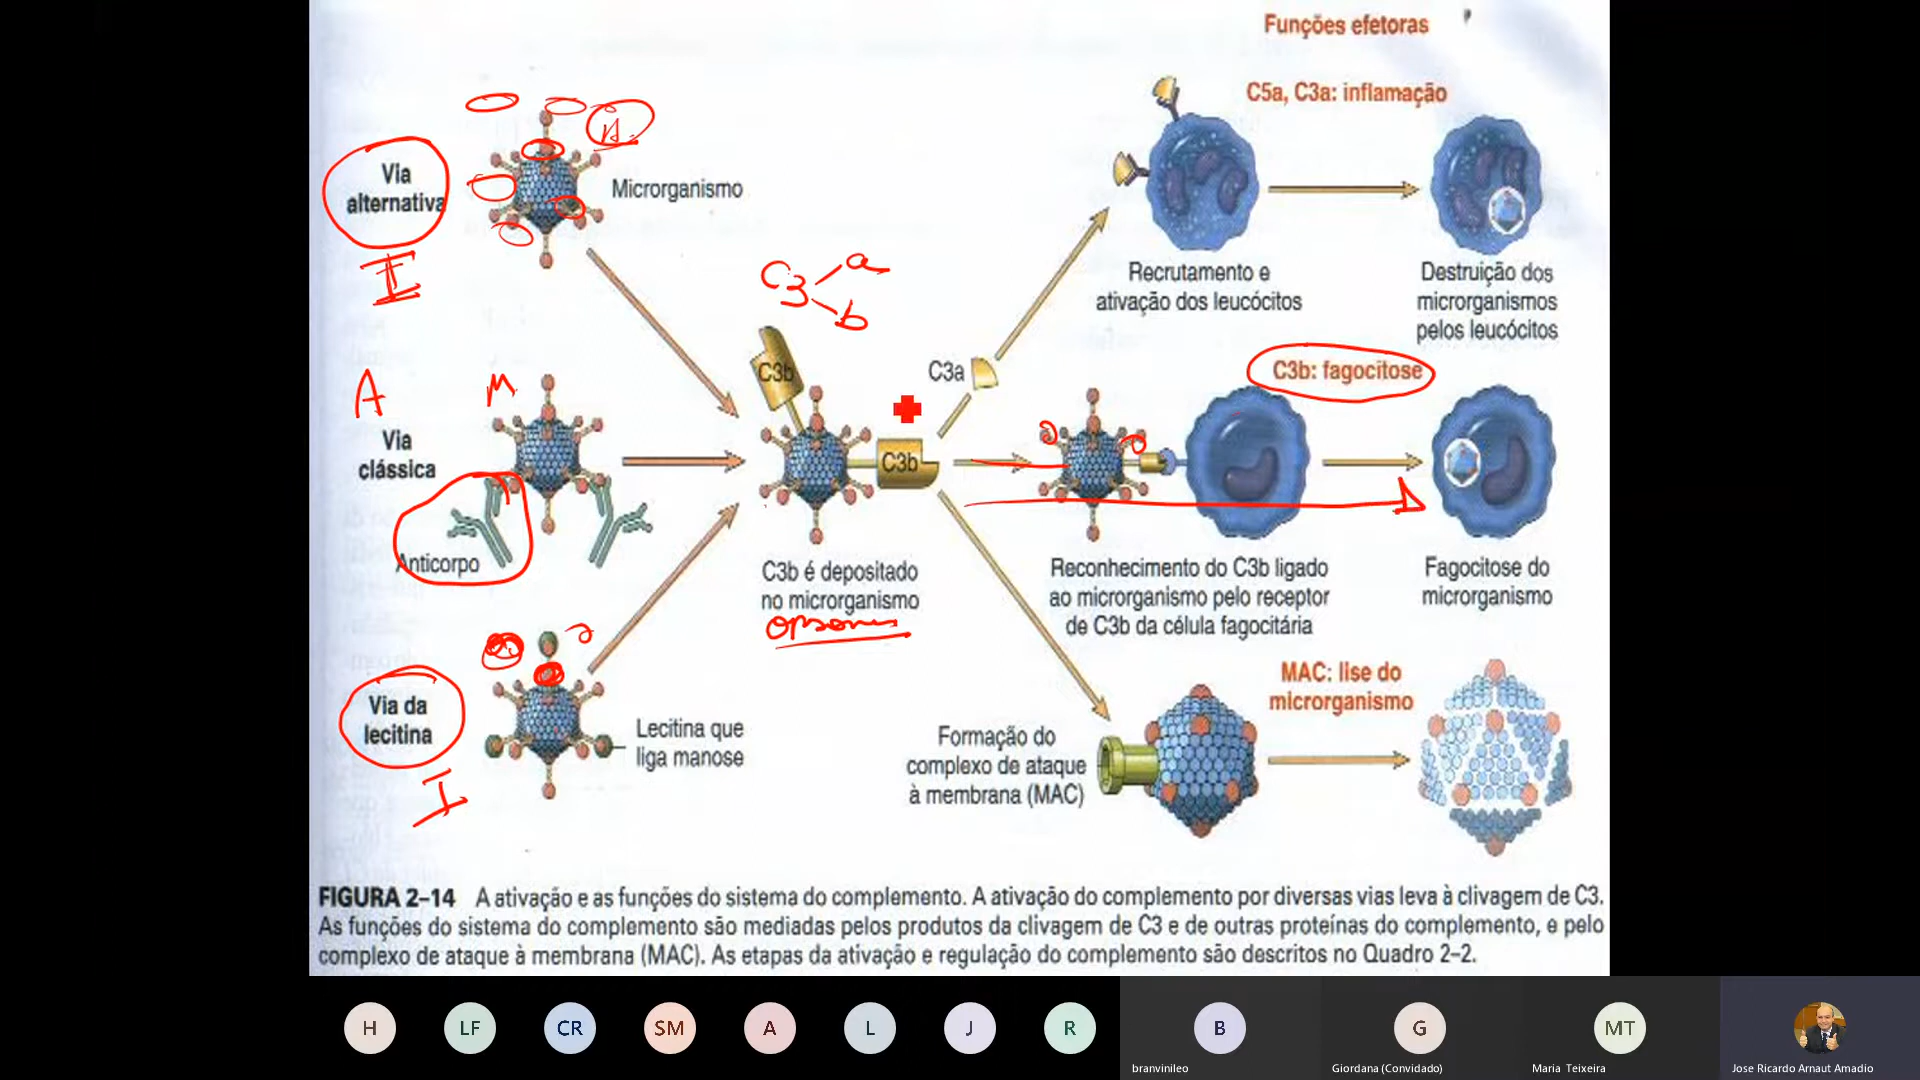 Funções efetoras
C5a, C3a: inflamação
Via
alternativa
Microrganismo
I
C3 a
b
Recrutamento e
ativação dos leucócitos
Destruição dos
microrganismos
pelos leucócitos
A
M
Via
clássica
Anticorpo
C3b
C3b
C3a
C3b: fagocitose
C3b é depositado
no microrganismo
Reconhecimento do C3b ligado
ao microrganismo pelo receptor
de C3b da célula fagocitária
Fagocitose do
microrganismo
Via da
lecitina
I
Lecitina que
liga manose
Formação do
complexo de ataque
à membrana (MAC)
MAC: lise do
microrganismo
FIGURA 2–14 A ativação e as funções do sistema do complemento. A ativação do complemento por diversas vias leva à clivagem de C3.
As funções do sistema do complemento são mediadas pelos produtos da clivagem de C3 e de outras proteínas do complemento, e pelo
complexo de ataque à membrana (MAC). As etapas da ativação e regulação do complemento são descritos no Quadro 2–2.
H LF CR SM A L J R B G MT
branvinileo
Giordana (Convidado)
Maria Teixeira
Jose Ricardo Arnaut Amadio